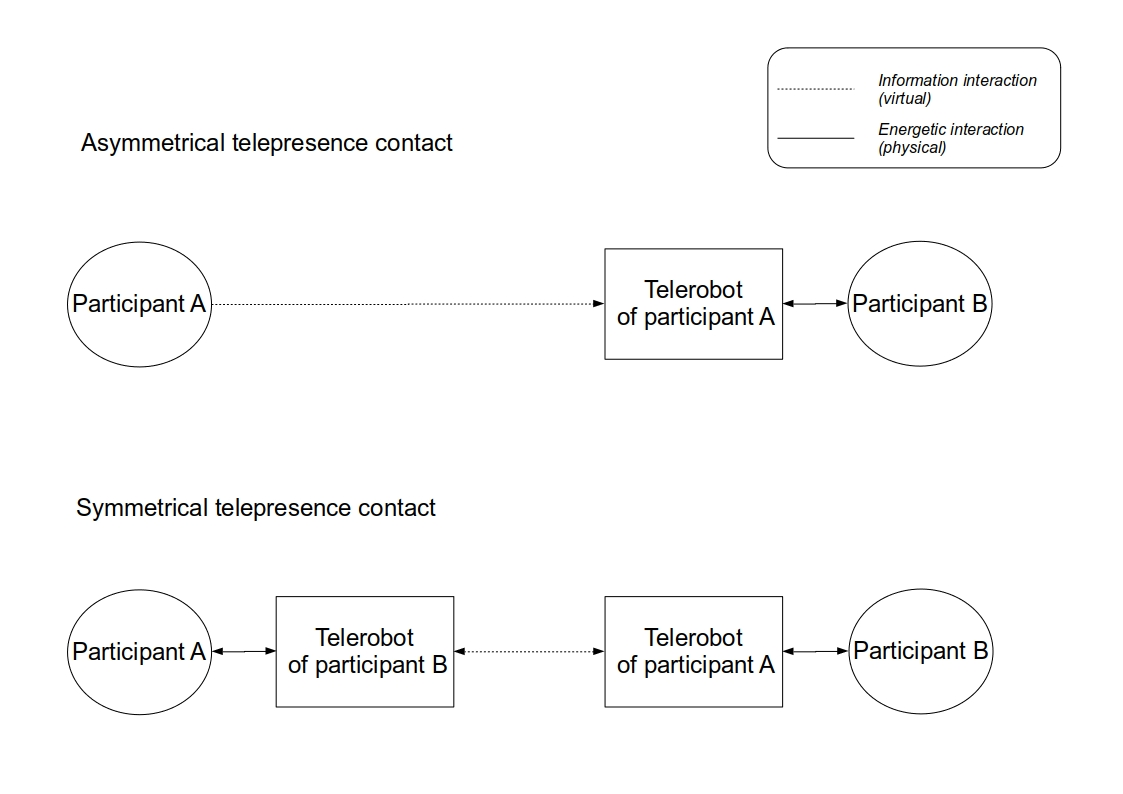 Information interaction
(virtual)
Energetic interaction
(physical)
Asymmetrical telepresence contact
Participant A
Telerobot
of participant A
Participant B
Symmetrical telepresence contact
Participant A
Telerobot
of participant B
Telerobot
of participant A
Participant B